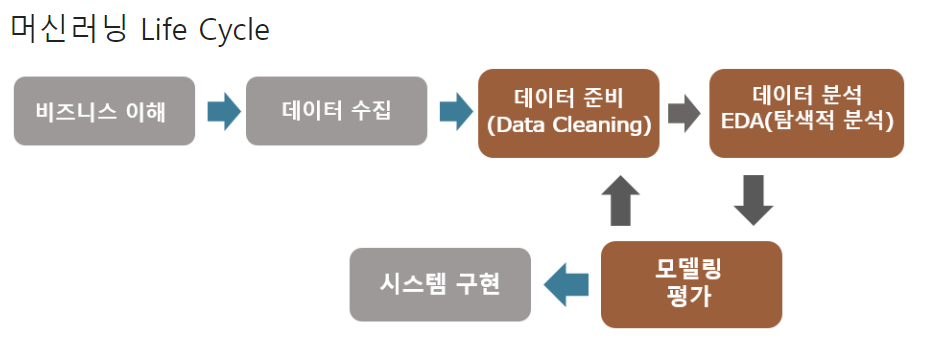 머신러닝 Life Cycle
비즈니스 이해
데이터 수집
데이터 준비
(Data Cleaning)
데이터 분석
EDA(탐색적 분석)
모델링
평가
시스템 구현